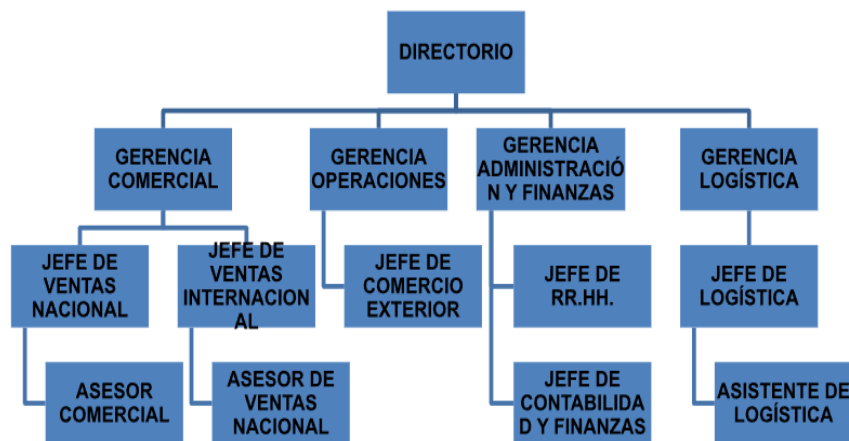 DIRECTORIO
GERENCIA
COMERCIAL
GERENCIA
OPERACIONES
GERENCIA
ADMINISTRACIÓ
N Y FINANZAS
GERENCIA
LOGÍSTICA
JEFE DE
VENTAS
NACIONAL
JEFE DE
VENTAS
INTERNACION
AL
JEFE DE
COMERCIO
EXTERIOR
JEFE DE
RR.HH.
JEFE DE
LOGÍSTICA
ASESOR
COMERCIAL
ASESOR DE
VENTAS
NACIONAL
JEFE DE
CONTABILIDA
D Y FINANZAS
ASISTENTE DE
LOGÍSTICA